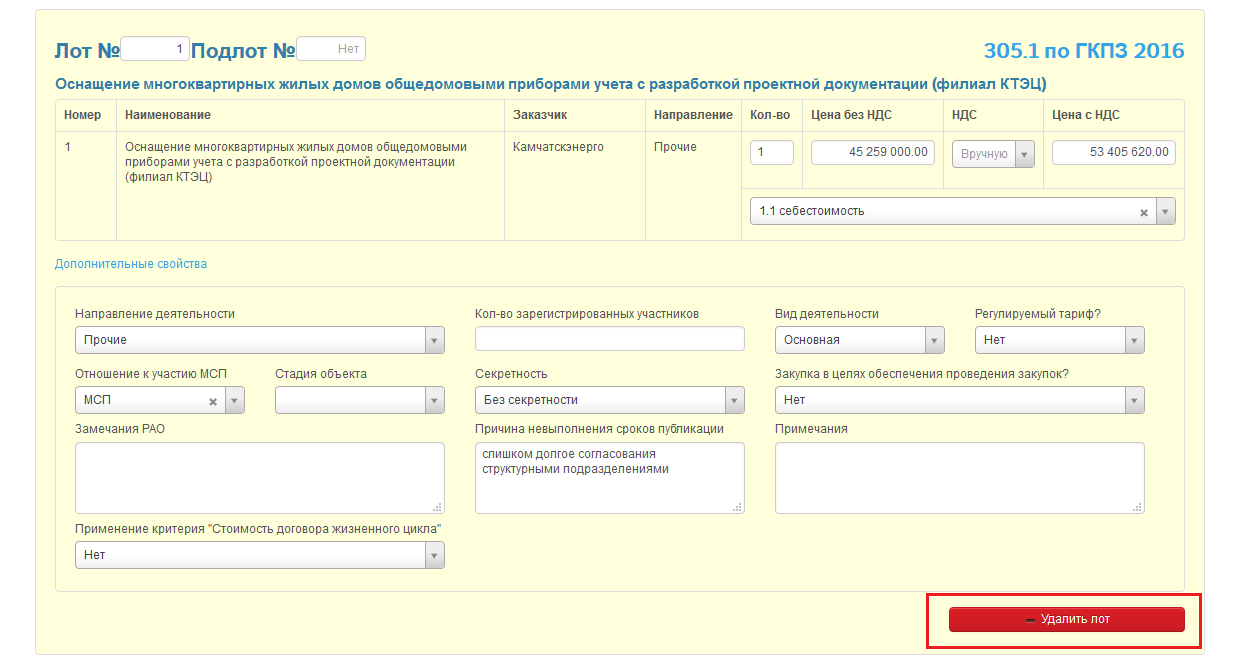 Лот № 1 Подлот № Нет 305.1 по ГКПЗ 2016
Оснащение многоквартирных жилых домов общедомовыми приборами учета с разработкой проектной документации (филиал КТЭЦ)
Номер Наименование Заказчик Направление Кол-во Цена без НДС НДС Цена с НДС
1 Оснащение многоквартирных жилых домов общедомовыми Камчатскэнерго Прочие 1 45 259 000.00 Вручную 53 405 620.00
приборами учета с разработкой проектной документации
(филиал КТЭЦ)
1.1 себестоимость
Дополнительные свойства
Направление деятельности Кол-во зарегистрированных участников Вид деятельности Регулируемый тариф?
Прочие Основная Нет
Отношение к участию МСП Стадия объекта Секретность Закупка в целях обеспечения проведения закупок?
МСП Без секретности Нет
Замечания РАО Причина невыполнения сроков публикации Примечания
слишком долгое согласования
структурными подразделениями
Применение критерия "Стоимость договора жизненного цикла"
Нет
Удалить лот